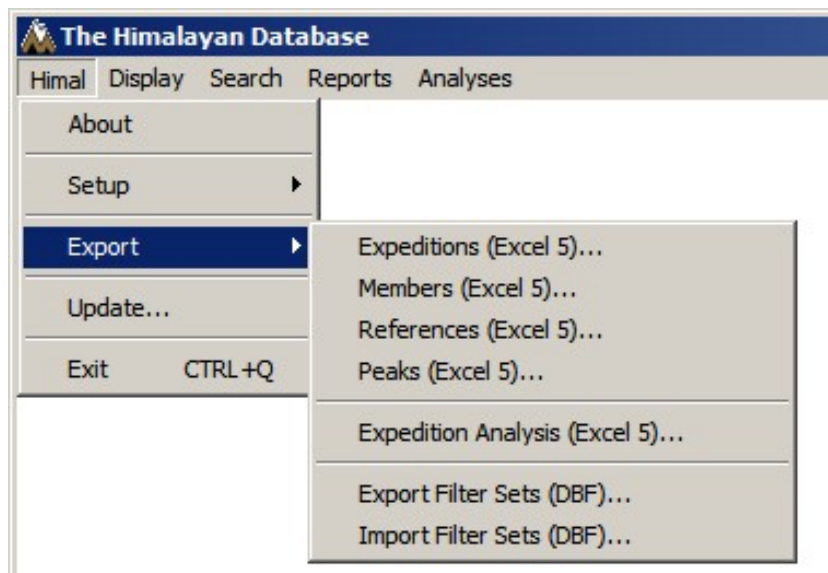 The Himalayan Database
Himal Display Search Reports Analyses
About
Setup
Export
Update...
Exit CTRL+Q
Expeditions (Excel 5)...
Members (Excel 5)...
References (Excel 5)...
Peaks (Excel 5)...
Expedition Analysis (Excel 5)...
Export Filter Sets (DBF)...
Import Filter Sets (DBF)...